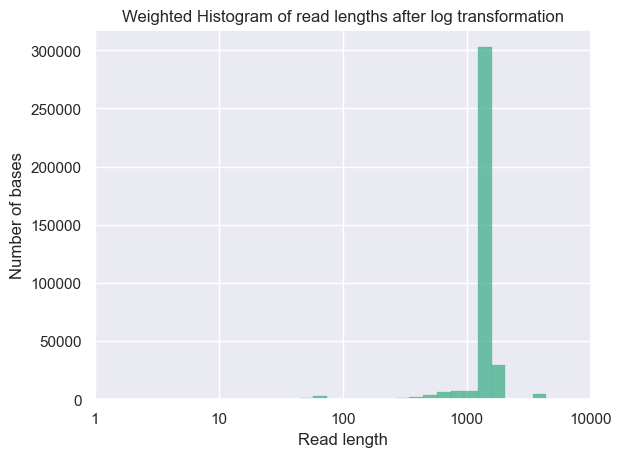 Weighted Histogram of read lengths after log transformation
300000
250000
200000
150000
100000
50000
0
Number of bases
1 10 100 1000 10000
Read length